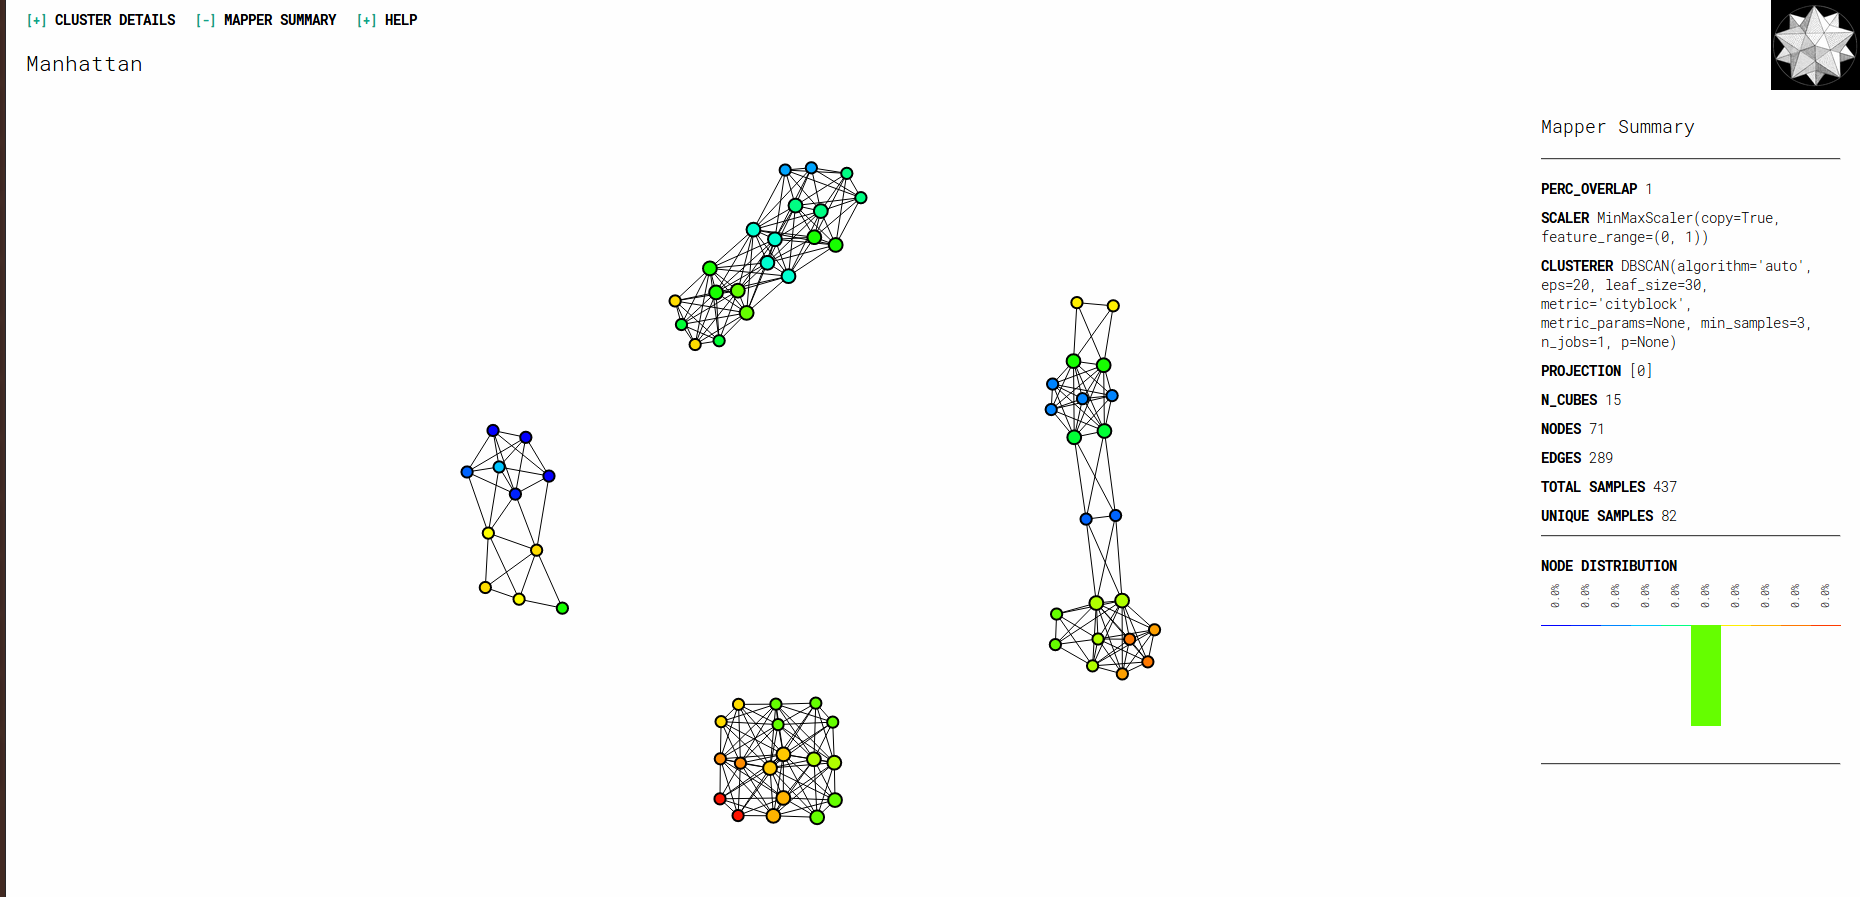 [+] CLUSTER DETAILS [-] MAPPER SUMMARY [+] HELP
Manhattan
Mapper Summary
PERC_OVERLAP 1
SCALER MinMaxScaler(copy=True,
feature_range=(0, 1))
CLUSTERER DBSCAN(algorithm='auto',
eps=20, leaf_size=30,
metric='cityblock',
metric_params=None, min_samples=3,
n_jobs=1, p=None)
PROJECTION [0]
N_CUBES 15
NODES 71
EDGES 289
TOTAL SAMPLES 437
UNIQUE SAMPLES 82
NODE DISTRIBUTION
0.0% 0.0% 0.0% 0.0% 0.0% 0.0% 0.0% 0.0% 0.0% 0.0%